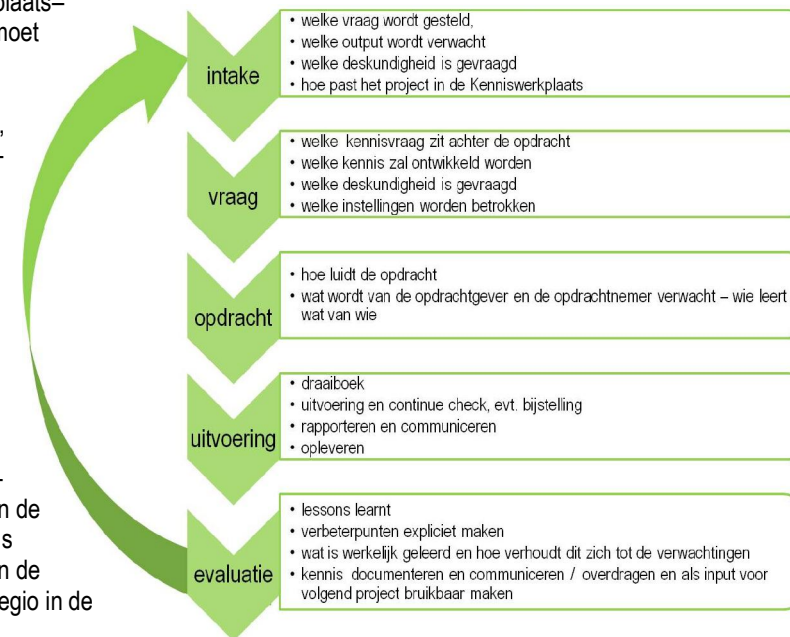 laats–
moet
,
-
-
n de
s
n de
egio in de
intake
• welke vraag wordt gesteld,
• welke output wordt verwacht
• welke deskundigheid is gevraagd
• hoe past het project in de Kenniswerkplaats
vraag
• welke kennisvraag zit achter de opdracht
• welke kennis zal ontwikkeld worden
• welke deskundigheid is gevraagd
• welke instellingen worden betrokken
opdracht
• hoe luidt de opdracht
• wat wordt van de opdrachtgever en de opdrachtnemer verwacht – wie leert
wat van wie
uitvoering
• draaiboek
• uitvoering en continue check, evt. bijstelling
• rapporteren en communiceren
• opleveren
evaluatie
• lessons learnt
• verbeterpunten expliciet maken
• wat is werkelijk geleerd en hoe verhoudt dit zich tot de verwachtingen
• kennis documenteren en communiceren / overdragen en als input voor
volgend project bruikbaar maken